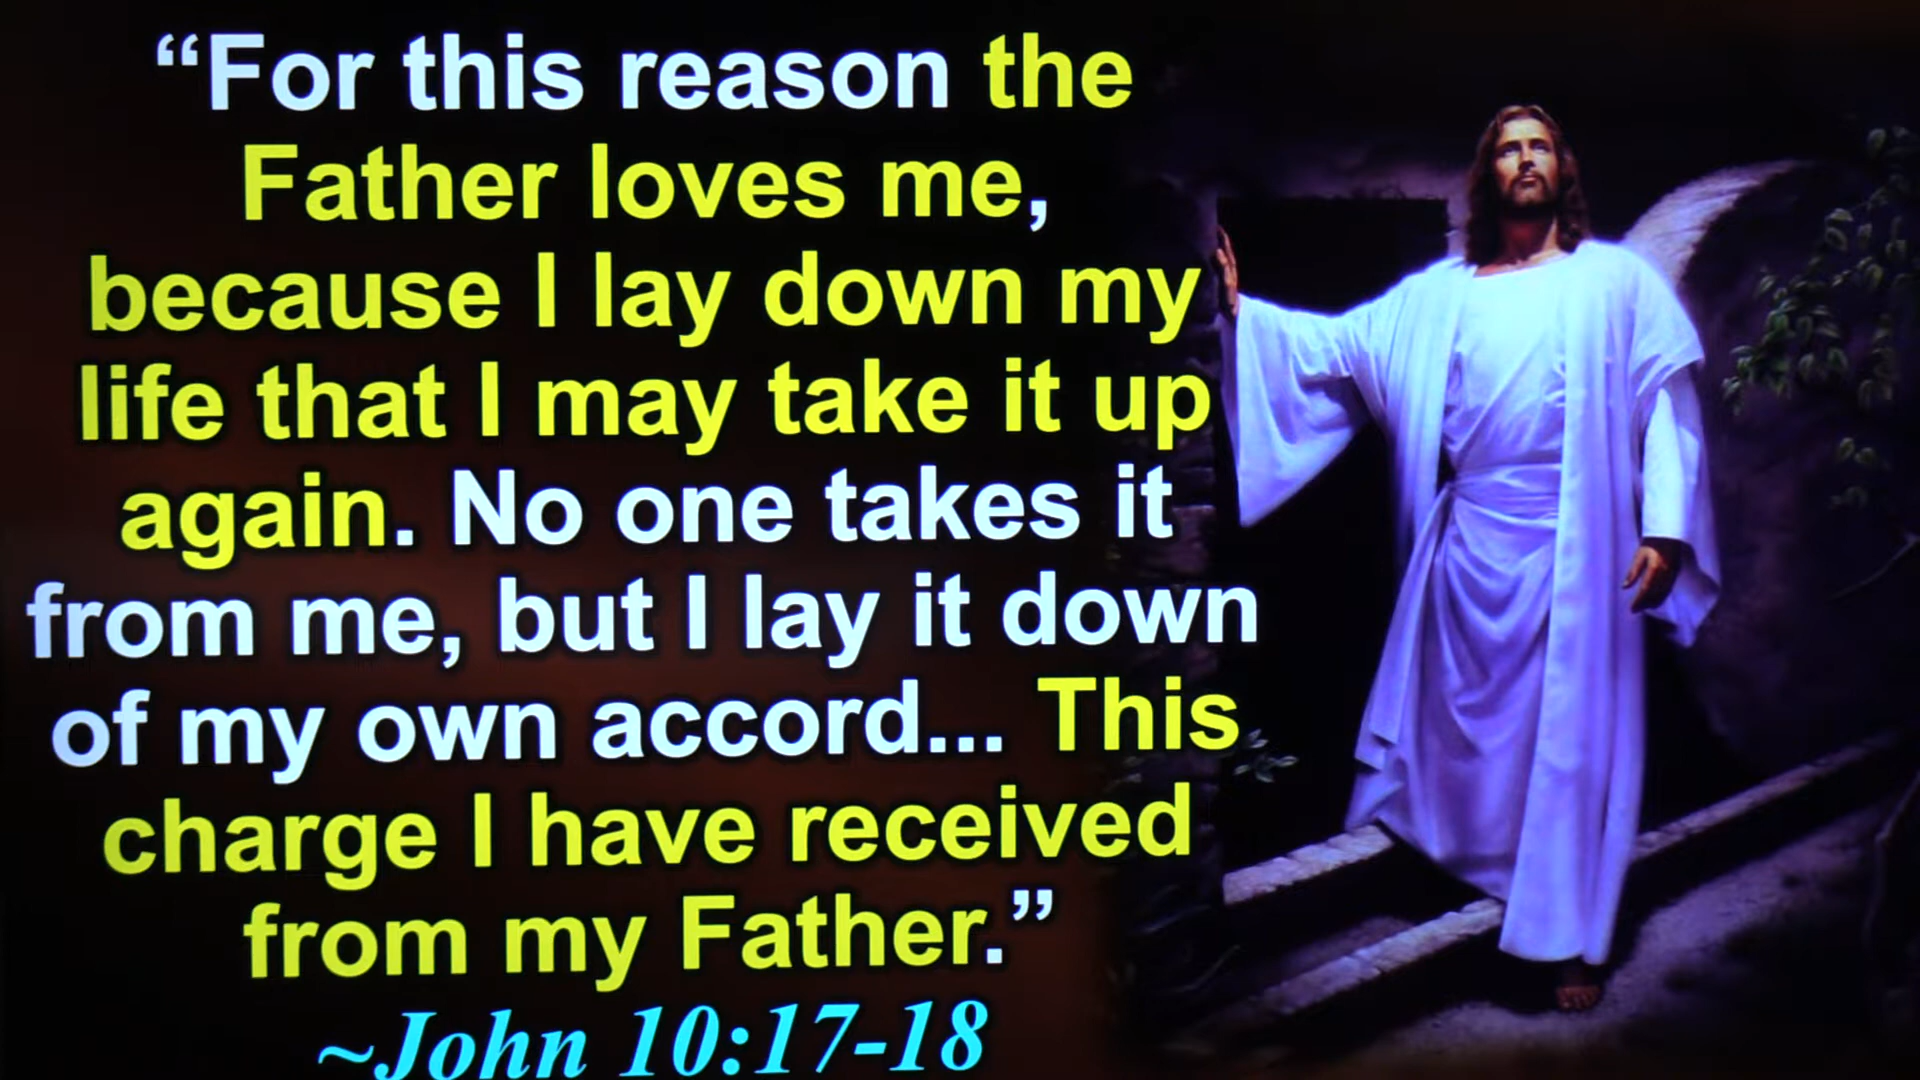 “For this reason the
Father loves me,
because I lay down my
life that I may take it up
again. No one takes it
from me, but I lay it down
of my own accord... This
charge I have received
from my Father.”
~John 10:17-18